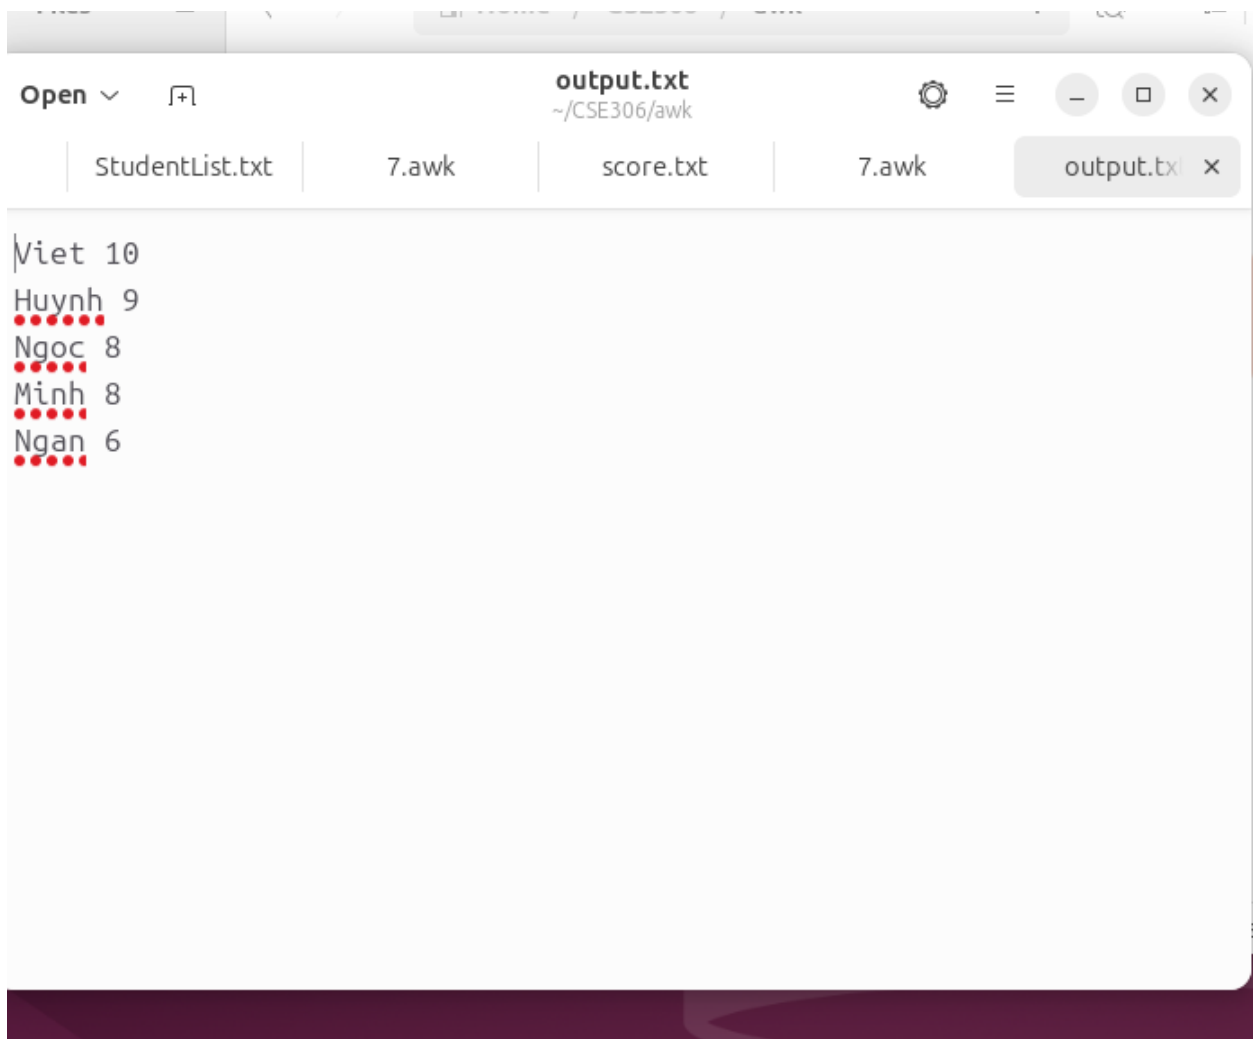 Open
output.txt
~/CSE306/awk
StudentList.txt
7.awk
score.txt
7.awk
output.tx
Viet 10
Huynh 9
Ngoc 8
Minh 8
Ngan 6